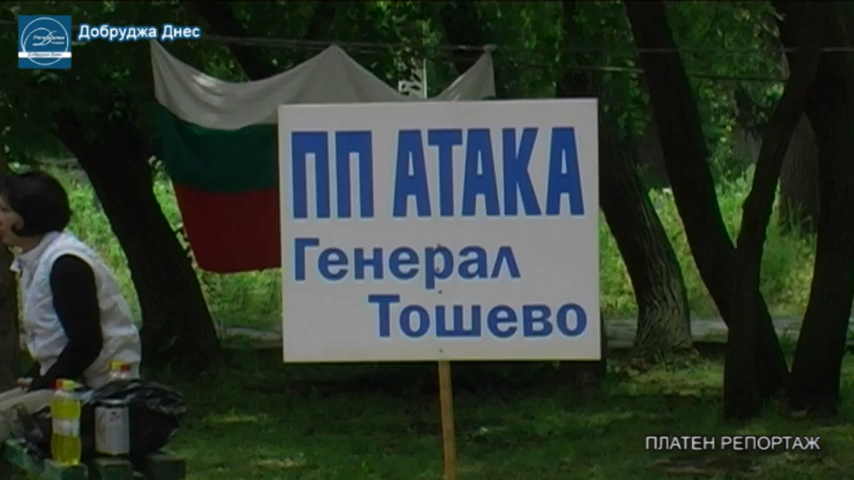 Добруджа Днес
ПП АТАКА
Генерал
Тошево
ПЛАТЕН РЕПОРТАЖ